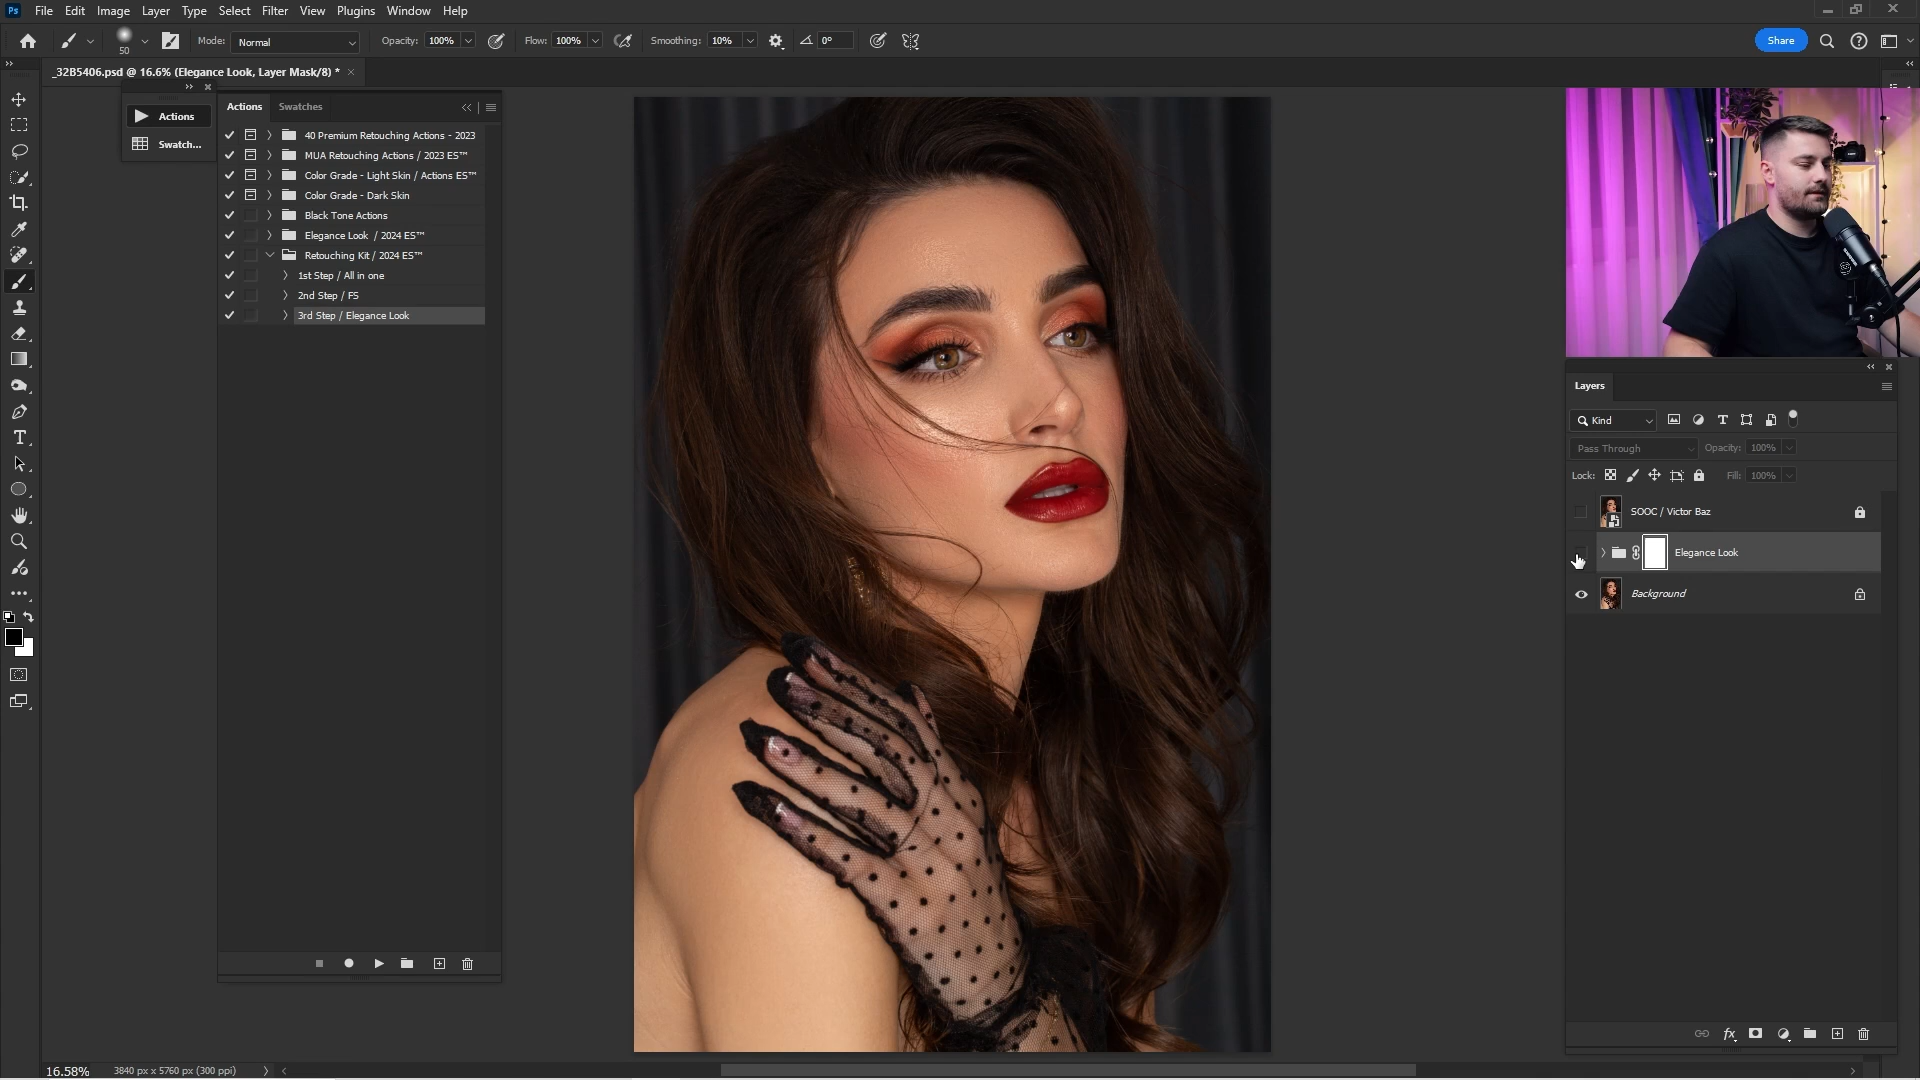 Ps File Edit Image Layer Type Select Filter View Plugins Window Help
50 Mode: Normal Opacity: 100% Flow: 100% Smoothing: 10% 0° Share
_32B5406.psd @ 16.6% (Elegance Look, Layer Mask/8) *
Actions
Swatch...
Actions Swatches
40 Premium Retouching Actions - 2023
MUA Retouching Actions / 2023 ES™
Color Grade - Light Skin / Actions ES™
Color Grade - Dark Skin
Black Tone Actions
Elegance Look / 2024 ES™
Retouching Kit / 2024 ES™
1st Step / All in one
2nd Step / FS
3rd Step / Elegance Look
Layers
Kind
Pass Through Opacity: 100%
Lock: Fill: 100%
SOOC / Victor Baz
Elegance Look
Background
fx
16.58% 3840 px x 5760 px (300 ppi)